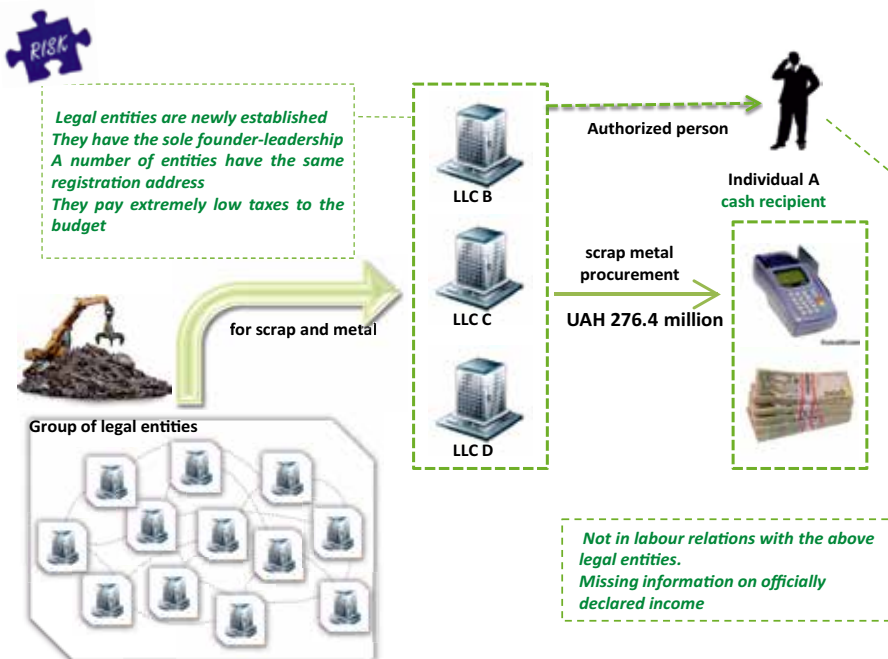 RISK
Legal entities are newly established
They have the sole founder-leadership
A number of entities have the same
registration address
They pay extremely low taxes to the
budget
LLC B
Authorized person
Individual A
cash recipient
scrap metal
procurement
UAH 276.4 million
LLC C
for scrap and metal
LLC D
Group of legal entities
Not in labour relations with the above
legal entities.
Missing information on officially
declared income